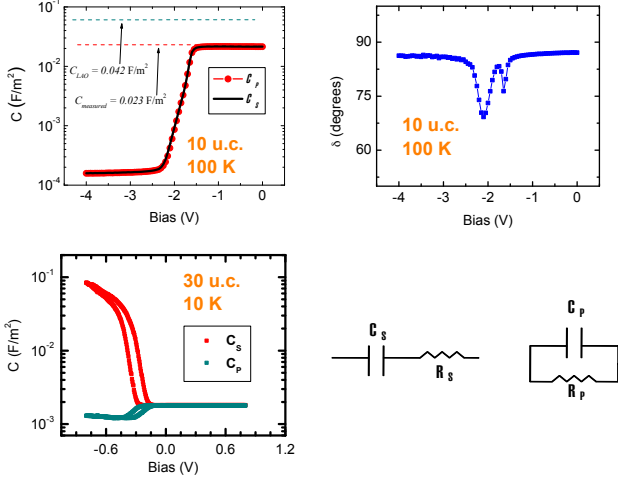 C (F/m²)
10⁰
10⁻¹
10⁻²
10⁻³
10⁻⁴
C_LAO = 0.042 F/m²
C_measured = 0.023 F/m²
C_P
C_S
10 u.c.
100 K
-4 -3 -2 -1 0
Bias (V)
δ (degrees)
90
75
60
10 u.c.
100 K
-4 -3 -2 -1 0
Bias (V)
C (F/m²)
10⁻¹
10⁻²
10⁻³
30 u.c.
10 K
C_S
C_P
-0.6 0.0 0.6 1.2
Bias (V)
C_S
R_S
C_P
R_P